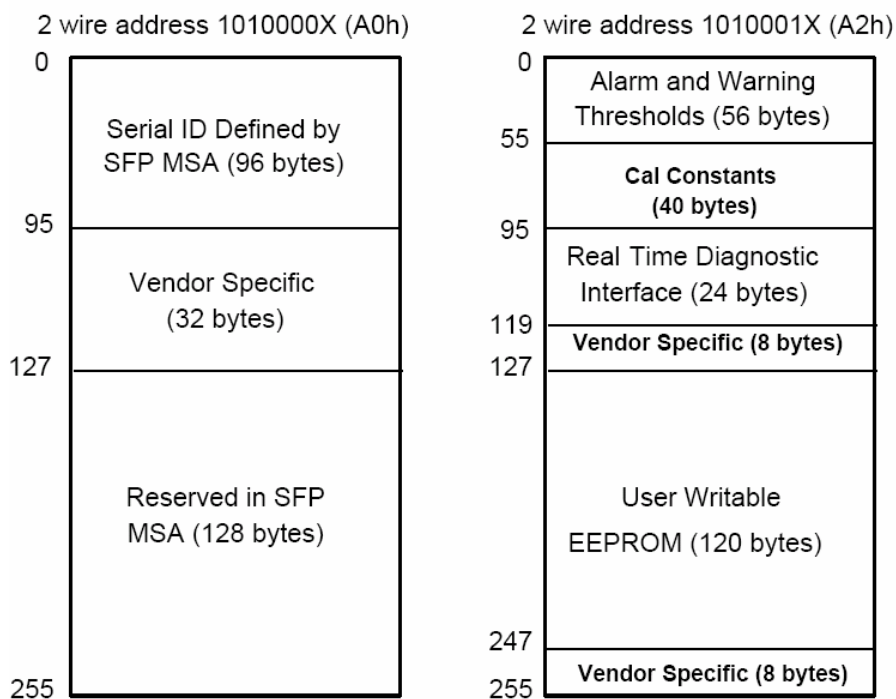 2 wire address 1010000X (A0h)
0
Serial ID Defined by
SFP MSA (96 bytes)
95
Vendor Specific
(32 bytes)
127
Reserved in SFP
MSA (128 bytes)
255
2 wire address 1010001X (A2h)
0
Alarm and Warning
Thresholds (56 bytes)
55
Cal Constants
(40 bytes)
95
Real Time Diagnostic
Interface (24 bytes)
119
Vendor Specific (8 bytes)
127
User Writable
EEPROM (120 bytes)
247
Vendor Specific (8 bytes)
255